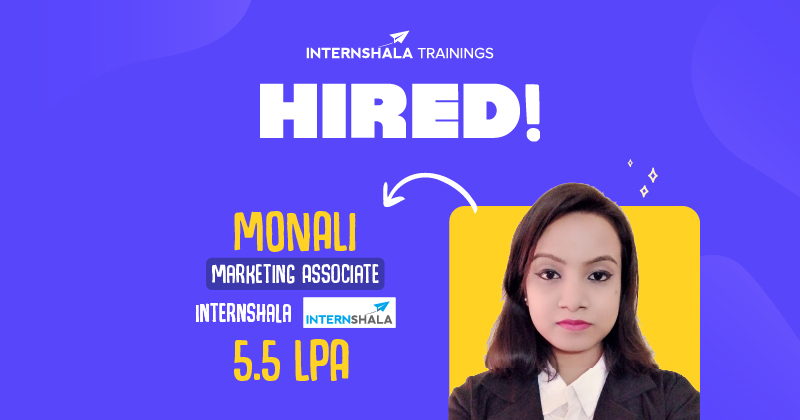 INTERNSHALA TRAININGS
HIRED!
MONALI
MARKETING ASSOCIATE
INTERNSHALA INTERNSHALA
5.5 LPA